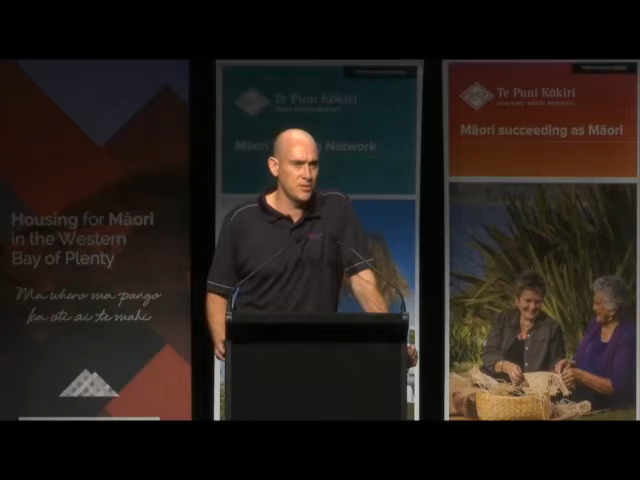 Housing for Māori
in the Western
Bay of Plenty
Ma whero ma pango
ka oti ai te mahi
Te Puni Kōkiri
Network
Te Puni Kōkiri
Māori succeeding as Māori